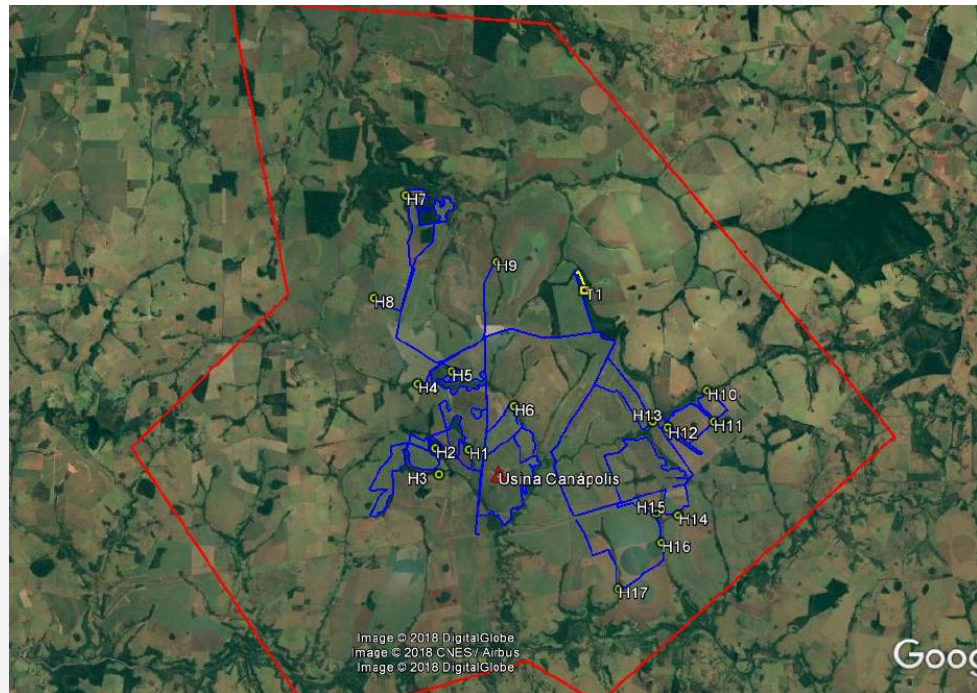 H7
H9
H8
T1
H5
H4
H10
H6
H13
H11
H12
H2
H1
H3
Usina Canápolis
H15
H14
H16
H17
Image © 2018 DigitalGlobe
Image © 2018 CNES / Airbus
Image © 2018 DigitalGlobe
Goo